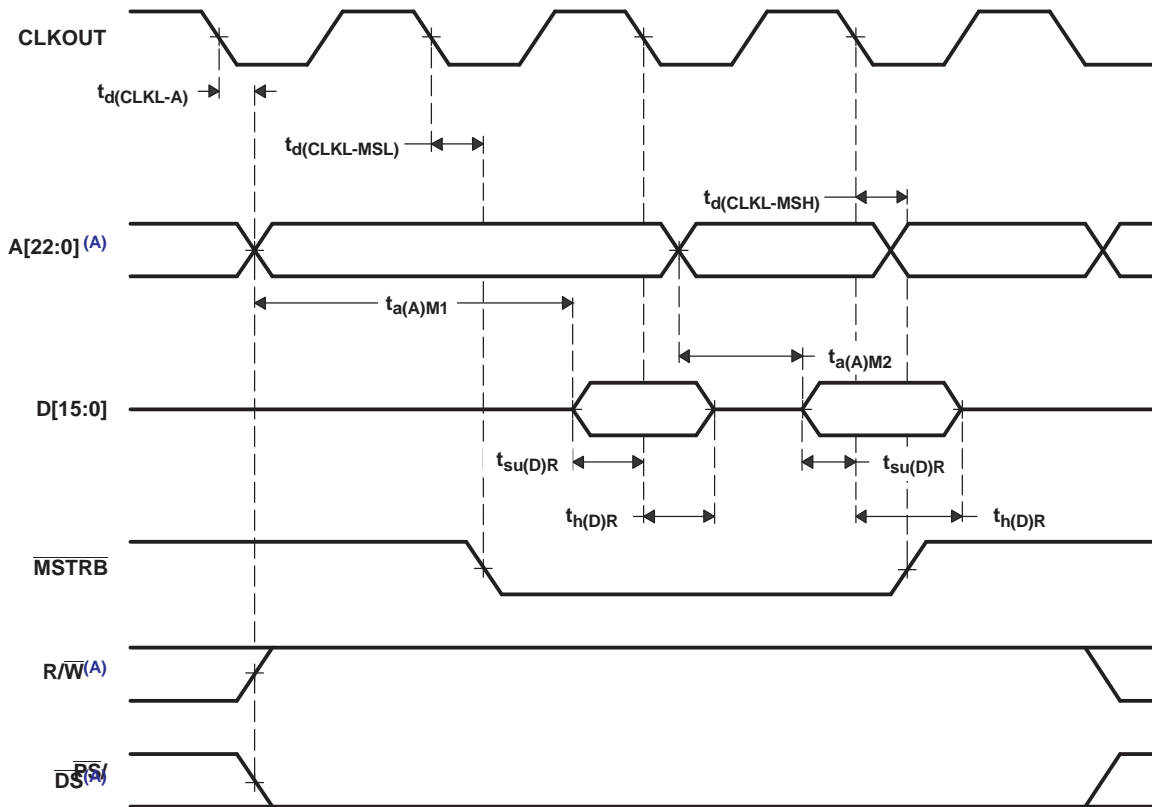 CLKOUT
td(CLKL-A)
td(CLKL-MSL)
td(CLKL-MSH)
A[22:0] (A)
ta(A)M1
ta(A)M2
D[15:0]
tsu(D)R
tsu(D)R
th(D)R
th(D)R
MSTRB
R/W(A)
PS/
DS(A)